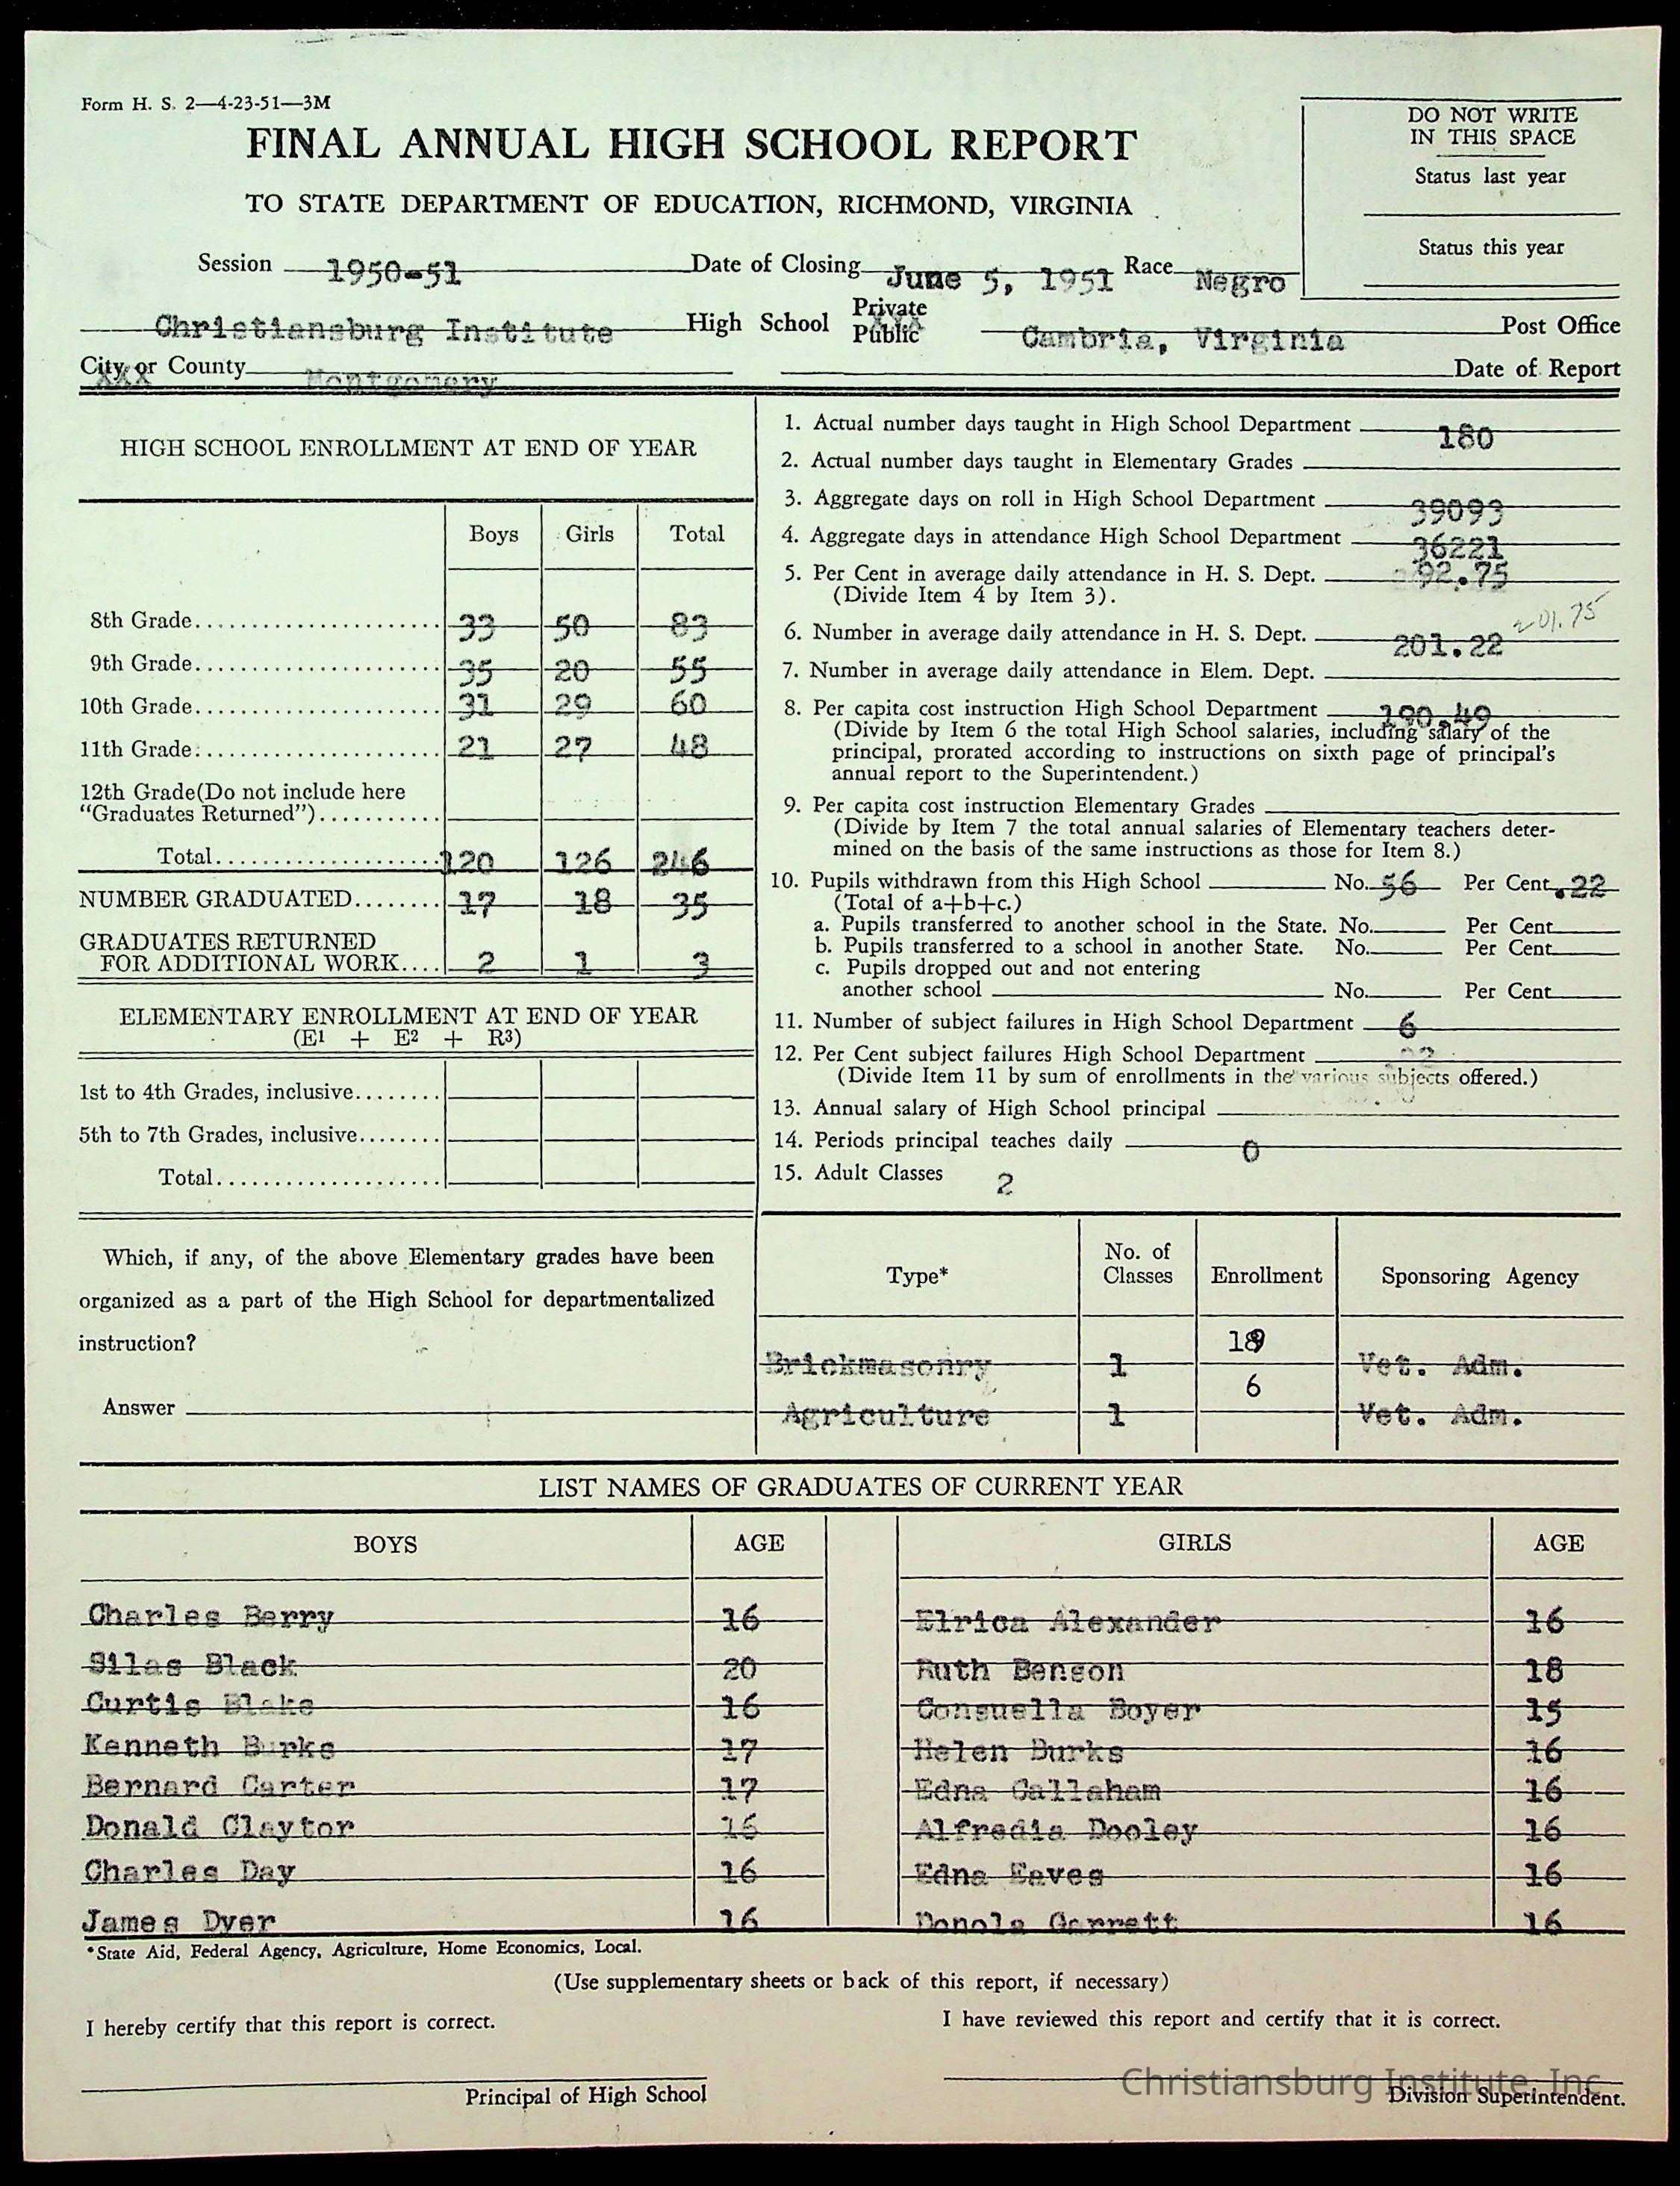 Form H. S. 2—4-23-51—3M
DO NOT WRITE
IN THIS SPACE
Status last year
Status this year
FINAL ANNUAL HIGH SCHOOL REPORT
TO STATE DEPARTMENT OF EDUCATION, RICHMOND, VIRGINIA
Session 1950-51 Date of Closing June 5, 1951 Race Negro
Christiansburg Institute High School Private Public Cambria, Virginia Post Office
City or County Montgomery Date of Report
HIGH SCHOOL ENROLLMENT AT END OF YEAR
Boys Girls Total
8th Grade 33 50 83
9th Grade 35 20 55
10th Grade 31 29 60
11th Grade 21 27 48
12th Grade(Do not include here
"Graduates Returned")
Total 120 126 246
NUMBER GRADUATED 17 18 35
GRADUATES RETURNED
FOR ADDITIONAL WORK 2 1 3
ELEMENTARY ENROLLMENT AT END OF YEAR
(E1 + E2 + R3)
1st to 4th Grades, inclusive
5th to 7th Grades, inclusive
Total
Which, if any, of the above Elementary grades have been
organized as a part of the High School for departmentalized
instruction?
Answer
1. Actual number days taught in High School Department 180
2. Actual number days taught in Elementary Grades
3. Aggregate days on roll in High School Department 39093
4. Aggregate days in attendance High School Department 36221
5. Per Cent in average daily attendance in H. S. Dept. 92.75
(Divide Item 4 by Item 3).
201.75
6. Number in average daily attendance in H. S. Dept. 201.22
7. Number in average daily attendance in Elem. Dept.
8. Per capita cost instruction High School Department 190.49
(Divide by Item 6 the total High School salaries, including salary of the
principal, prorated according to instructions on sixth page of principal's
annual report to the Superintendent.)
9. Per capita cost instruction Elementary Grades
(Divide by Item 7 the total annual salaries of Elementary teachers deter-
mined on the basis of the same instructions as those for Item 8.)
10. Pupils withdrawn from this High School No. 56 Per Cent .22
(Total of a+b+c.)
a. Pupils transferred to another school in the State. No. Per Cent
b. Pupils transferred to a school in another State. No. Per Cent
c. Pupils dropped out and not entering
another school No. Per Cent
11. Number of subject failures in High School Department 6
12. Per Cent subject failures High School Department
(Divide Item 11 by sum of enrollments in the various subjects offered.)
13. Annual salary of High School principal
14. Periods principal teaches daily 0
15. Adult Classes 2
Type* No. of Classes Enrollment Sponsoring Agency
Brickmasonry 1 Vet. Adm.
Agriculture 1 6 Vet. Adm.
LIST NAMES OF GRADUATES OF CURRENT YEAR
BOYS AGE GIRLS AGE
Charles Berry 16 Elrica Alexander 16
Silas Black 20 Ruth Benson 18
Curtis Blake 16 Consuella Boyer 15
Kenneth Burks 17 Helen Burks 16
Bernard Carter 17 Edna Callaham 16
Donald Claytor 16 Alfredia Dooley 16
Charles Day 16 Edna Eaves 16
James Dyer 16 Donola Garrett 16
*State Aid, Federal Agency, Agriculture, Home Economics, Local.
(Use supplementary sheets or back of this report, if necessary)
I hereby certify that this report is correct.
I have reviewed this report and certify that it is correct.
Principal of High School
Division Superintendent.
Christiansburg Institute, Inc.